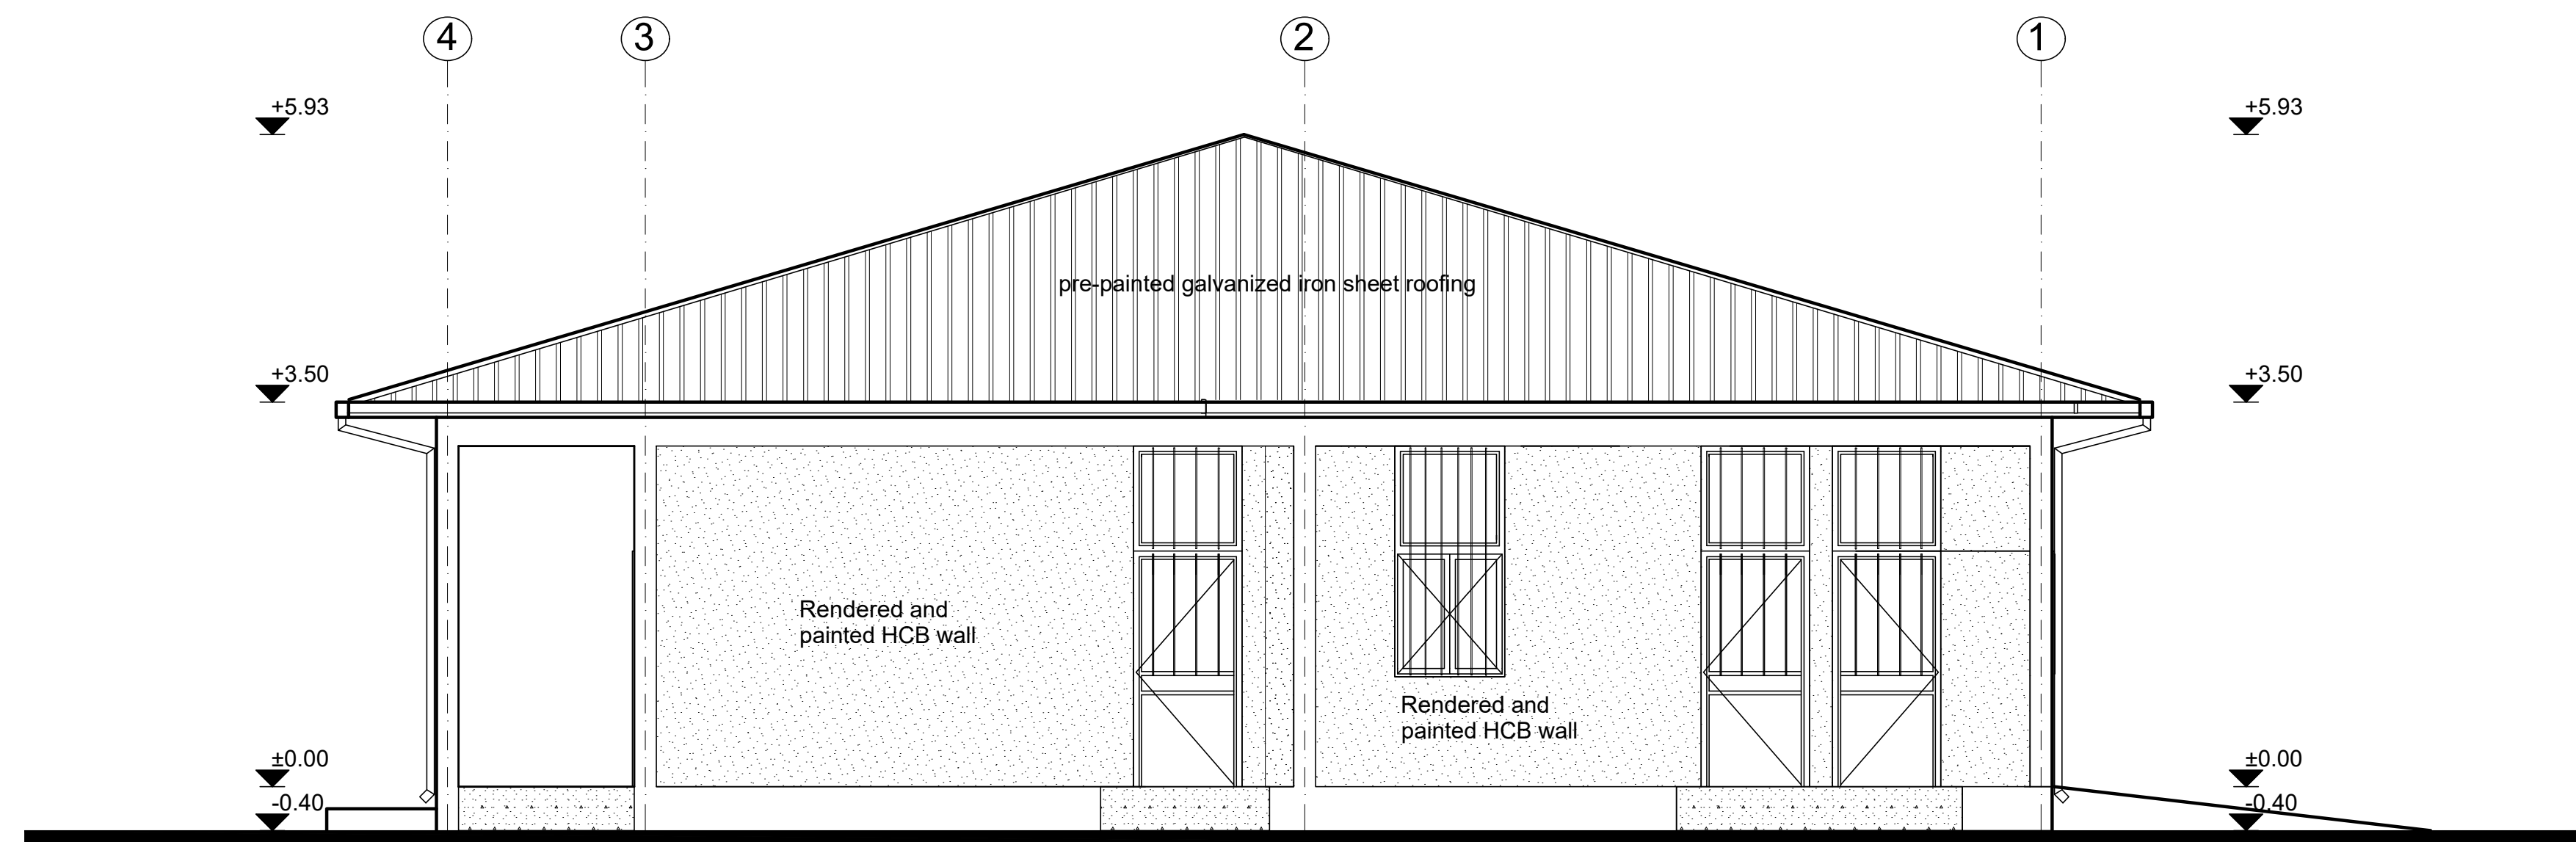 4
3
2
1
+5.93
+5.93
pre-painted galvanized iron sheet roofing
+3.50
+3.50
Rendered and
painted HCB wall
Rendered and
painted HCB wall
±0.00
±0.00
-0.40
-0.40